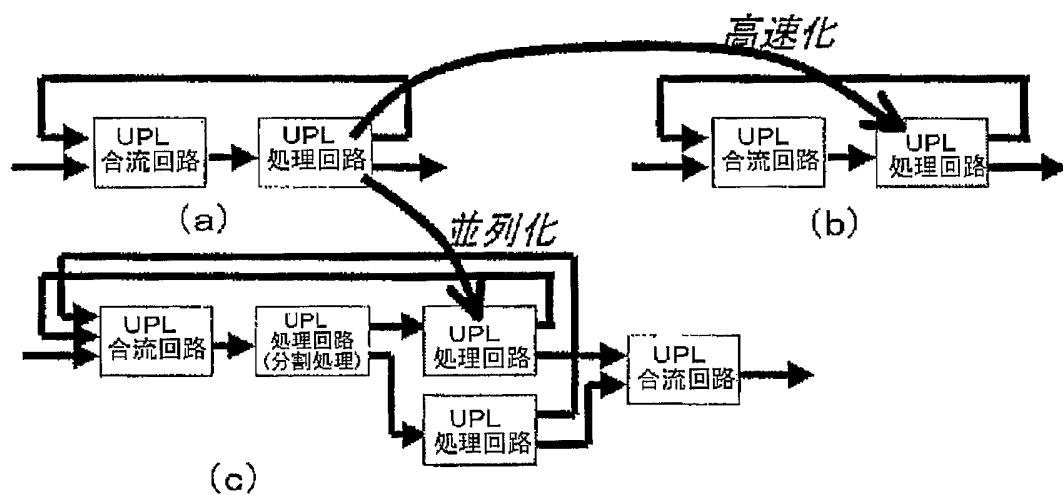 高速化
UPL
合流回路
UPL
処理回路
(a)
UPL
合流回路
UPL
処理回路
(b)
並列化
UPL
合流回路
UPL
処理回路
(分割処理)
UPL
処理回路
UPL
合流回路
UPL
処理回路
(c)